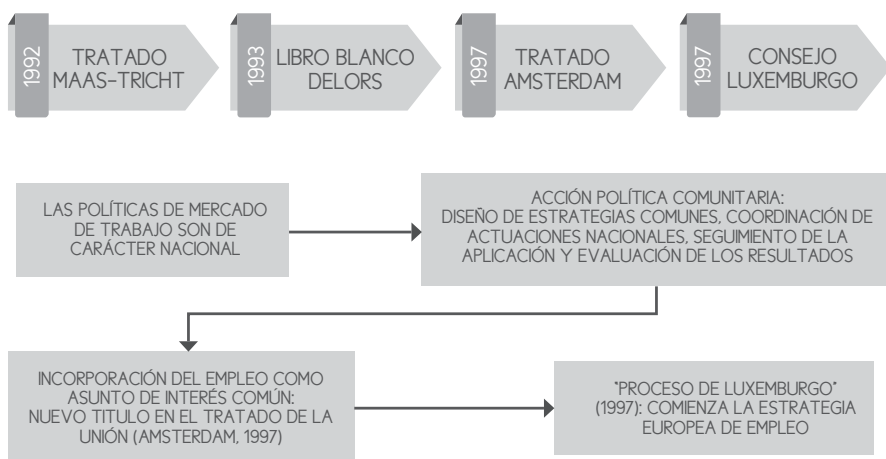 1992
TRATADO
MAAS-TRICHT
1993
LIBRO BLANCO
DELORS
1997
TRATADO
AMSTERDAM
1997
CONSEJO
LUXEMBURGO
LAS POLÍTICAS DE MERCADO
DE TRABAJO SON DE
CARÁCTER NACIONAL
ACCIÓN POLÍTICA COMUNITARIA:
DISEÑO DE ESTRATEGIAS COMUNES, COORDINACIÓN DE
ACTUACIONES NACIONALES, SEGUIMIENTO DE LA
APLICACIÓN Y EVALUACIÓN DE LOS RESULTADOS
INCORPORACIÓN DEL EMPLEO COMO
ASUNTO DE INTERÉS COMÚN:
NUEVO TITULO EN EL TRATADO DE LA
UNIÓN (AMSTERDAM, 1997)
"PROCESO DE LUXEMBURGO"
(1997): COMIENZA LA ESTRATEGIA
EUROPEA DE EMPLEO